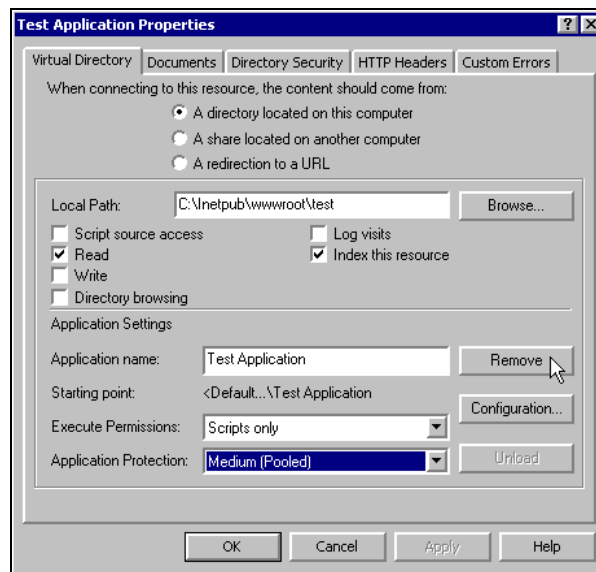 Test Application Properties
Virtual Directory Documents Directory Security HTTP Headers Custom Errors
When connecting to this resource, the content should come from:
A directory located on this computer
A share located on another computer
A redirection to a URL
Local Path: C:\Inetpub\wwwroot\test Browse...
Script source access Log visits
Read Index this resource
Write
Directory browsing
Application Settings
Application name: Test Application Remove
Starting point: <Default...\Test Application
Configuration...
Execute Permissions: Scripts only
Application Protection: Medium (Pooled) Unload
OK Cancel Apply Help